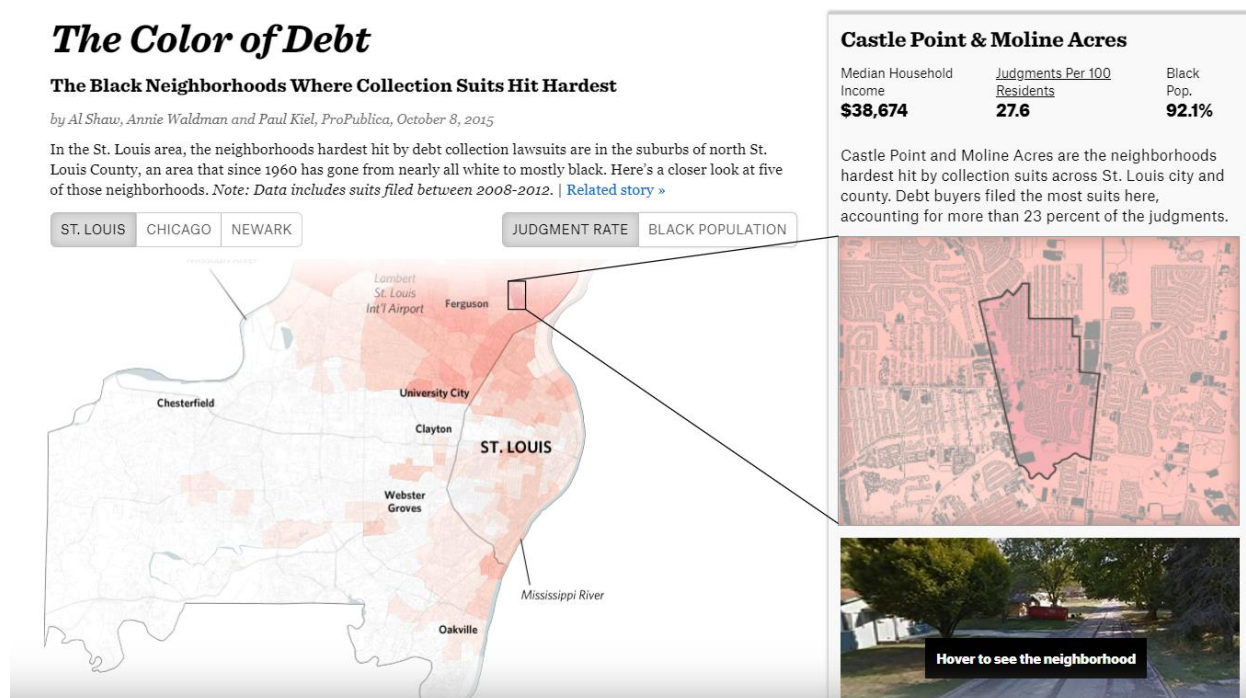 The Color of Debt
The Black Neighborhoods Where Collection Suits Hit Hardest
by Al Shaw, Annie Waldman and Paul Kiel, ProPublica, October 8, 2015
In the St. Louis area, the neighborhoods hardest hit by debt collection lawsuits are in the suburbs of north St.
Louis County, an area that since 1960 has gone from nearly all white to mostly black. Here's a closer look at five
of those neighborhoods. Note: Data includes suits filed between 2008-2012. | Related story »
ST. LOUIS CHICAGO NEWARK
JUDGMENT RATE BLACK POPULATION
Lambert
St. Louis
Int'l Airport
Ferguson
University City
Chesterfield
Clayton
ST. LOUIS
Webster
Groves
Mississippi River
Oakville
Castle Point & Moline Acres
Median Household
Income
$38,674
Judgments Per 100
Residents
27.6
Black
Pop.
92.1%
Castle Point and Moline Acres are the neighborhoods
hardest hit by collection suits across St. Louis city and
county. Debt buyers filed the most suits here,
accounting for more than 23 percent of the judgments.
Hover to see the neighborhood